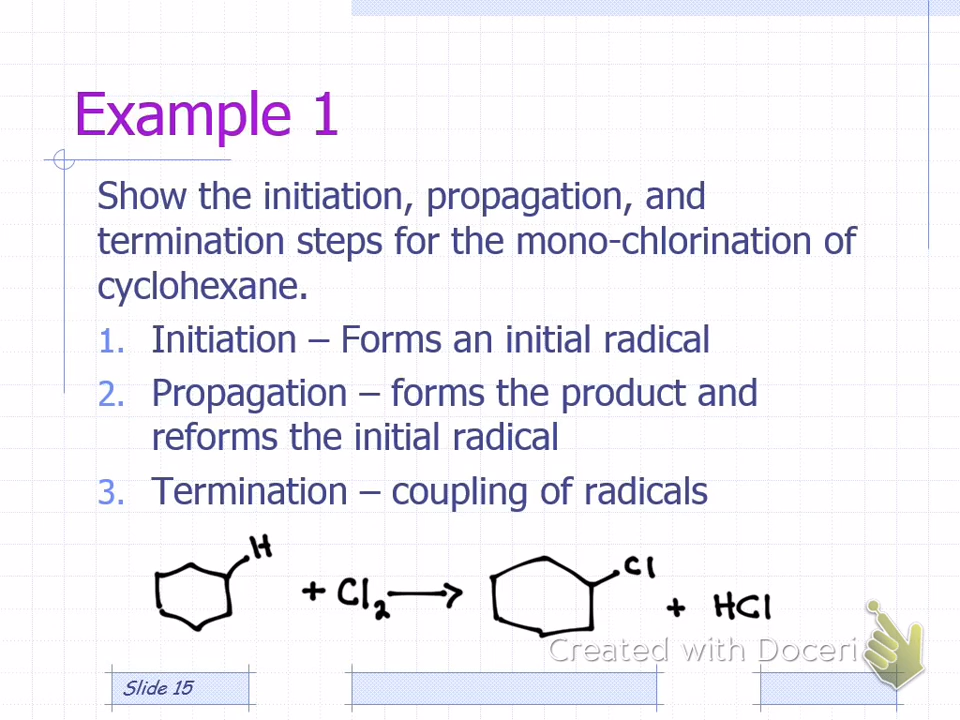 Example 1
Show the initiation, propagation, and
termination steps for the mono-chlorination of
cyclohexane.
1. Initiation – Forms an initial radical
2. Propagation – forms the product and
reforms the initial radical
3. Termination – coupling of radicals
H + Cl₂ → Cl + HCl
Created with Doceri
Slide 15